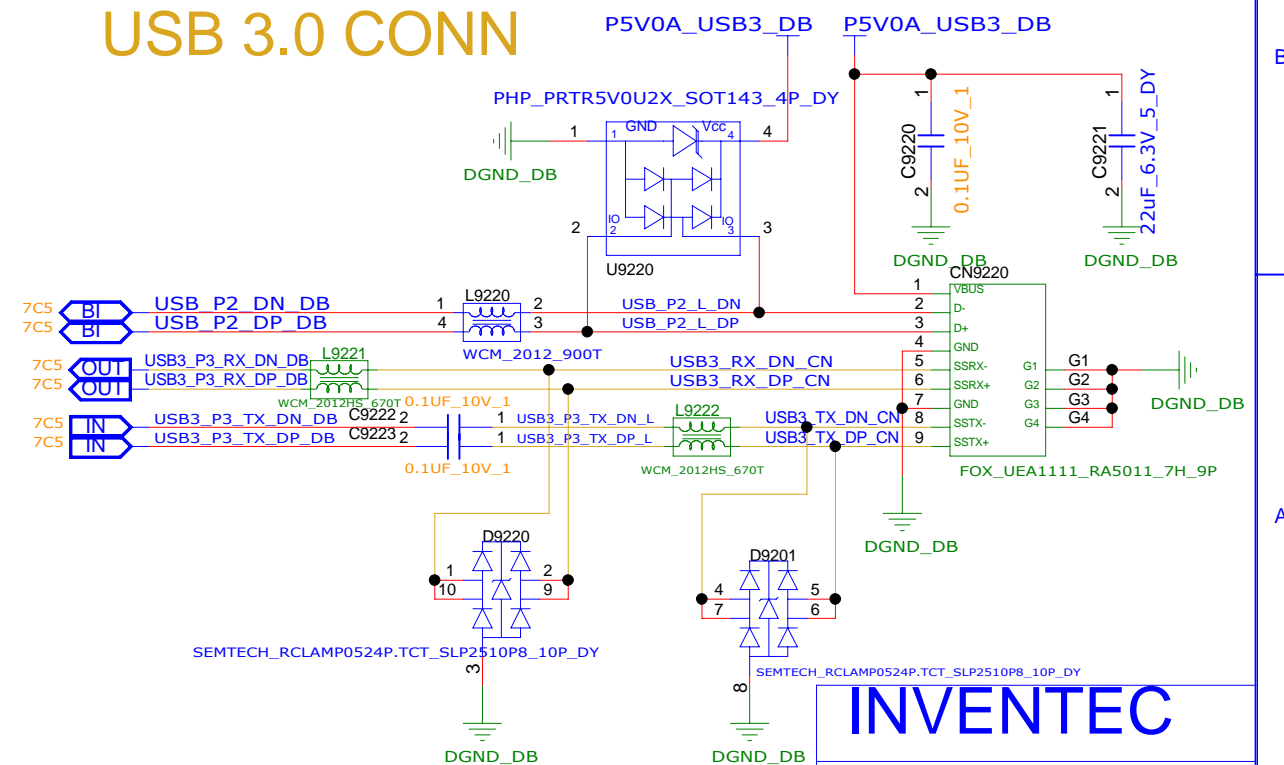 USB 3.0 CONN
P5V0A_USB3_DB
P5V0A_USB3_DB
B
PHP_PRTR5V0U2X_SOT143_4P_DY
1
GND
Vcc
4
1
4
DGND_DB
IO
2
IO
3
2
3
U9220
1
C9220
2
0.1UF_10V_1
DGND_DB
1
C9221
2
22uF_6.3V_5_DY
DGND_DB
CN9220
7C5 BI USB_P2_DN_DB 1 L9220 2 USB_P2_L_DN 1 VBUS
7C5 BI USB_P2_DP_DB 4 3 USB_P2_L_DP 2 D-
WCM_2012_900T
3 D+
4 GND
7C5 OUT USB3_P3_RX_DN_DB L9221 USB3_RX_DN_CN 5 SSRX- G1 G1
7C5 OUT USB3_P3_RX_DP_DB USB3_RX_DP_CN 6 SSRX+ G2 G2
WCM_2012HS_670T
0.1UF_10V_1
7 GND G3 G3
DGND_DB
7C5 IN USB3_P3_TX_DN_DB C9222 2 1 USB3_P3_TX_DN_L L9222 USB3_TX_DN_CN 8 SSTX- G4 G4
7C5 IN USB3_P3_TX_DP_DB C9223 2 1 USB3_P3_TX_DP_L USB3_TX_DP_CN 9 SSTX+
0.1UF_10V_1
WCM_2012HS_670T
FOX_UEA1111_RA5011_7H_9P
A
DGND_DB
D9220
1 2
10 9
SEMTECH_RCLAMP0524P.TCT_SLP2510P8_10P_DY
3
DGND_DB
D9201
4 5
7 6
SEMTECH_RCLAMP0524P.TCT_SLP2510P8_10P_DY
8
DGND_DB
INVENTEC